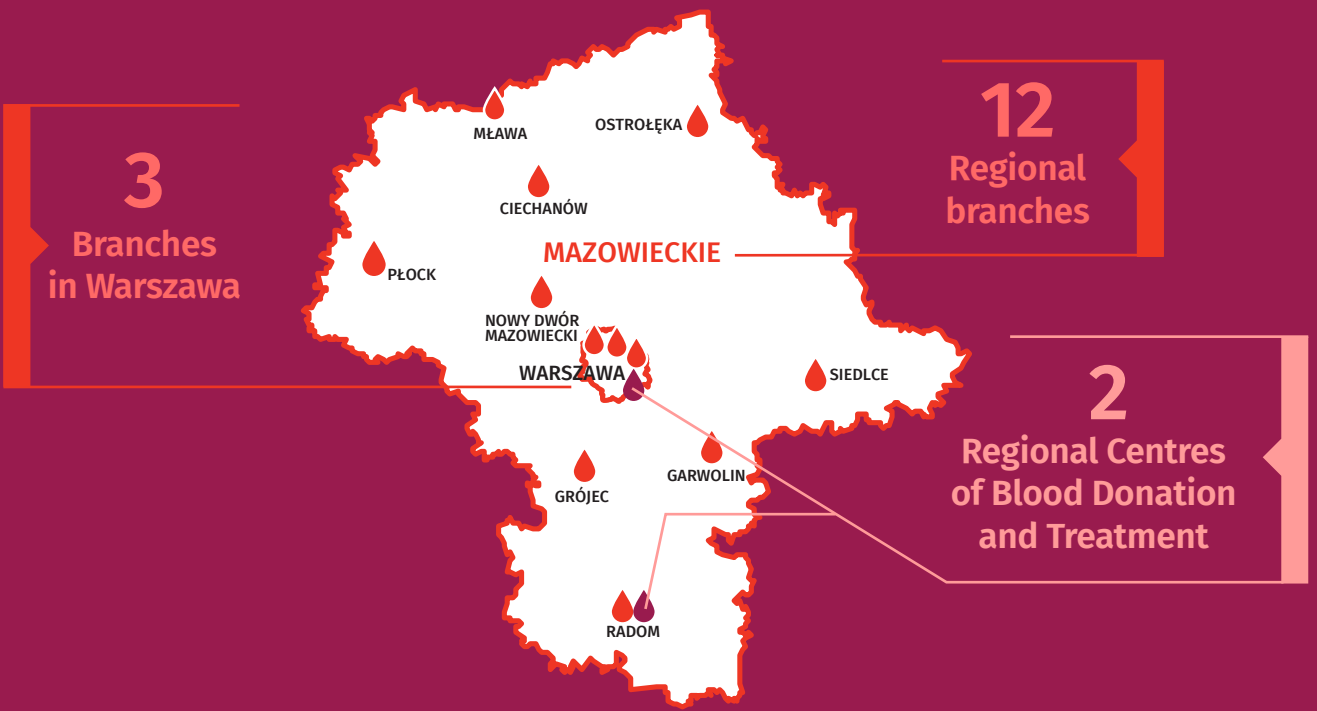 3
Branches
in Warszawa
12
Regional
branches
2
Regional Centres
of Blood Donation
and Treatment
MŁAWA
OSTROŁĘKA
CIECHANÓW
MAZOWIECKIE
PŁOCK
NOWY DWÓR
MAZOWIECKI
WARSZAWA
SIEDLCE
GARWOLIN
GRÓJEC
RADOM